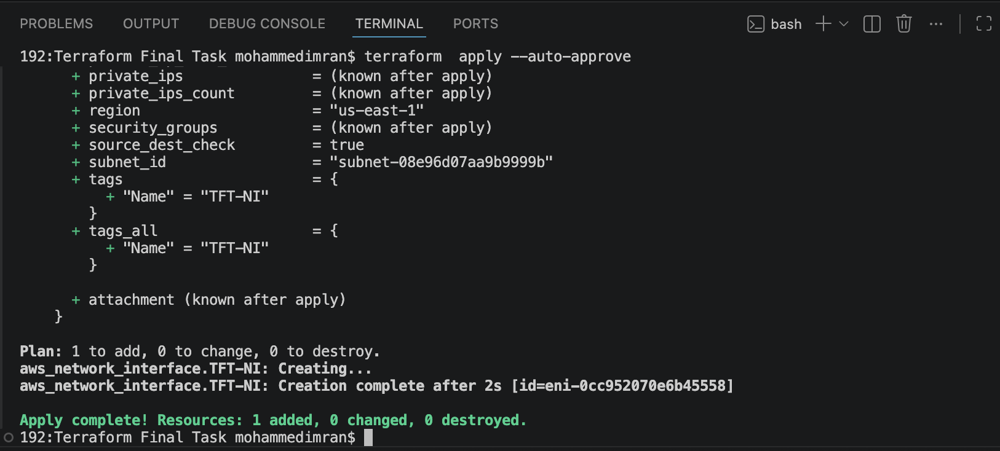 PROBLEMS OUTPUT DEBUG CONSOLE TERMINAL PORTS bash
192:Terraform Final Task mohammedimran$ terraform  apply --auto-approve
+ private_ips = (known after apply)
+ private_ips_count = (known after apply)
+ region = "us-east-1"
+ security_groups = (known after apply)
+ source_dest_check = true
+ subnet_id = "subnet-08e96d07aa9b9999b"
+ tags = {
+ "Name" = "TFT-NI"
}
+ tags_all = {
+ "Name" = "TFT-NI"
}
+ attachment (known after apply)
}
Plan: 1 to add, 0 to change, 0 to destroy.
aws_network_interface.TFT-NI: Creating...
aws_network_interface.TFT-NI: Creation complete after 2s [id=eni-0cc952070e6b45558]
Apply complete! Resources: 1 added, 0 changed, 0 destroyed.
192:Terraform Final Task mohammedimran$